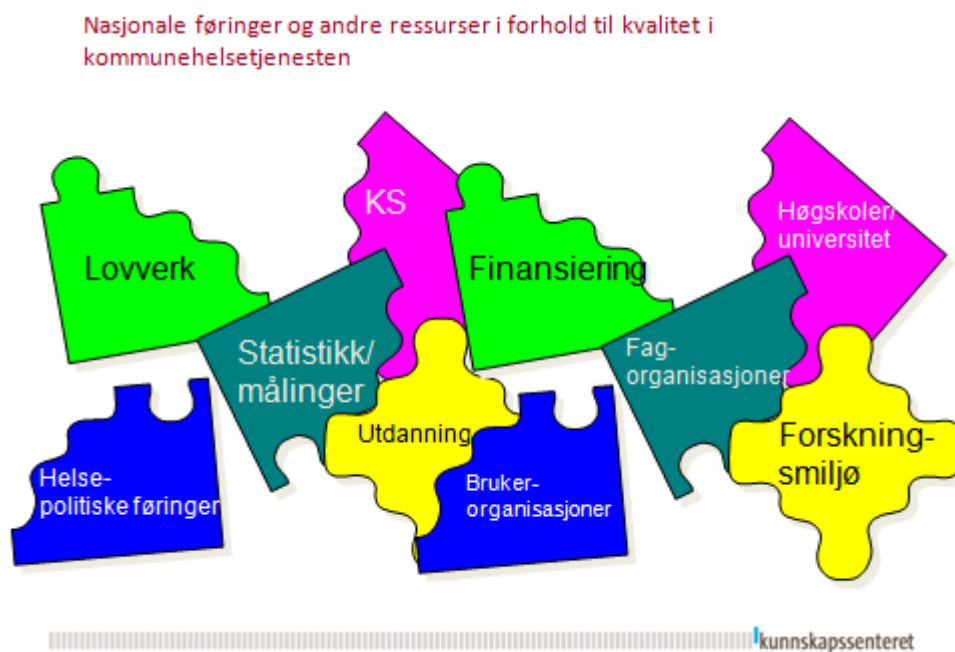 Nasjonale føringer og andre ressurser i forhold til kvalitet i
kommunehelsetjenesten
KS
Høgskoler/
universitet
Lovverk
Finansiering
Statistikk/
målinger
Fag-
organisasjoner
Utdanning
Forskning-
smiljø
Helse-
politiske føringer
Bruker-
organisasjoner
kunnskapssenteret